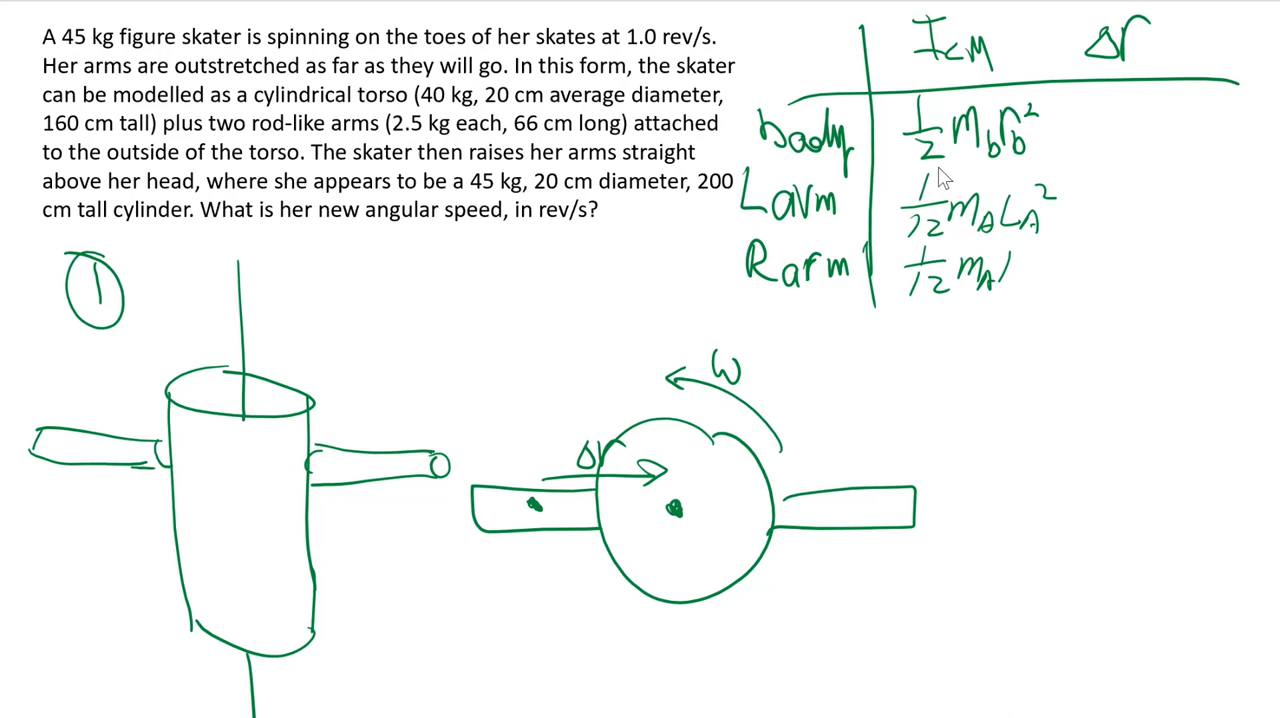 A 45 kg figure skater is spinning on the toes of her skates at 1.0 rev/s.
Her arms are outstretched as far as they will go. In this form, the skater
can be modelled as a cylindrical torso (40 kg, 20 cm average diameter,
160 cm tall) plus two rod-like arms (2.5 kg each, 66 cm long) attached
to the outside of the torso. The skater then raises her arms straight
above her head, where she appears to be a 45 kg, 20 cm diameter, 200
cm tall cylinder. What is her new angular speed, in rev/s?
I_CM Δr
body 1/2 m_b r_b²
L arm 1/12 m_A L_A²
R arm 1/12 m_A
1
ω
Δr